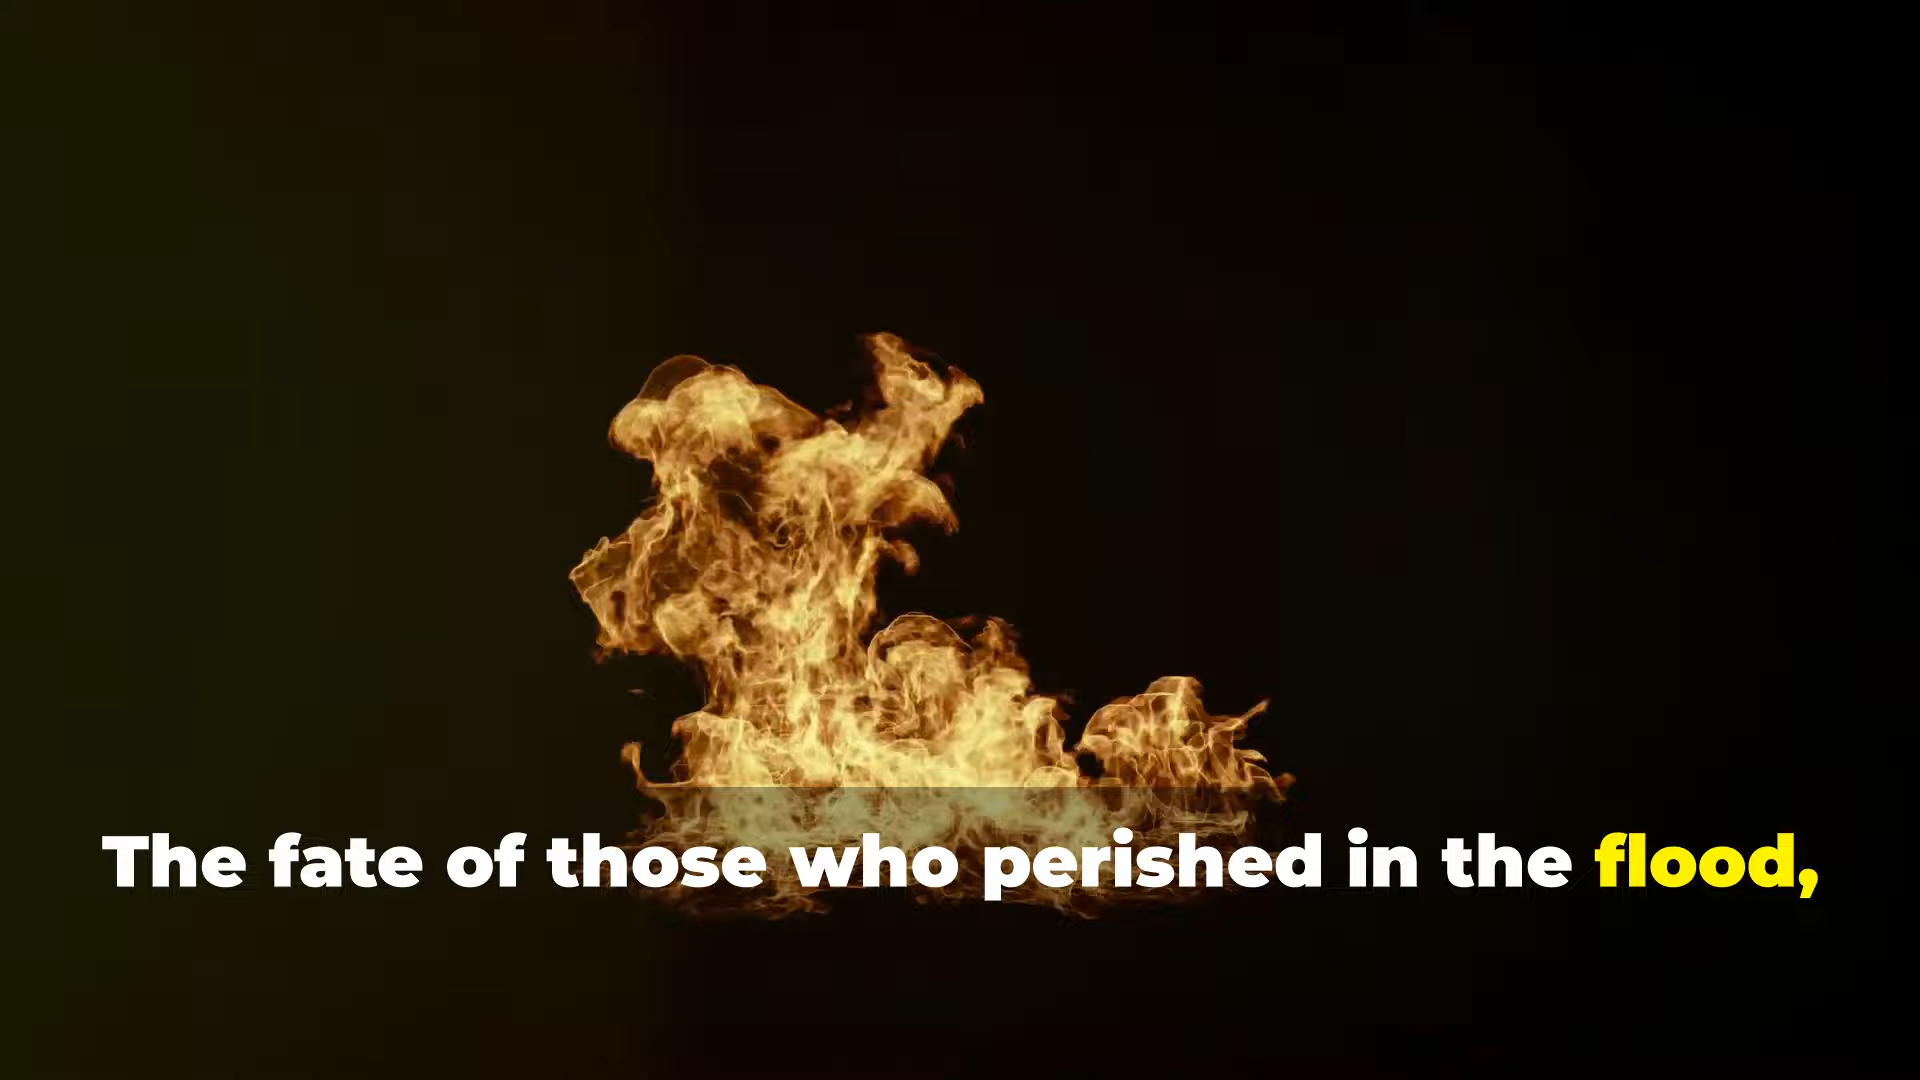 The fate of those who perished in the flood,